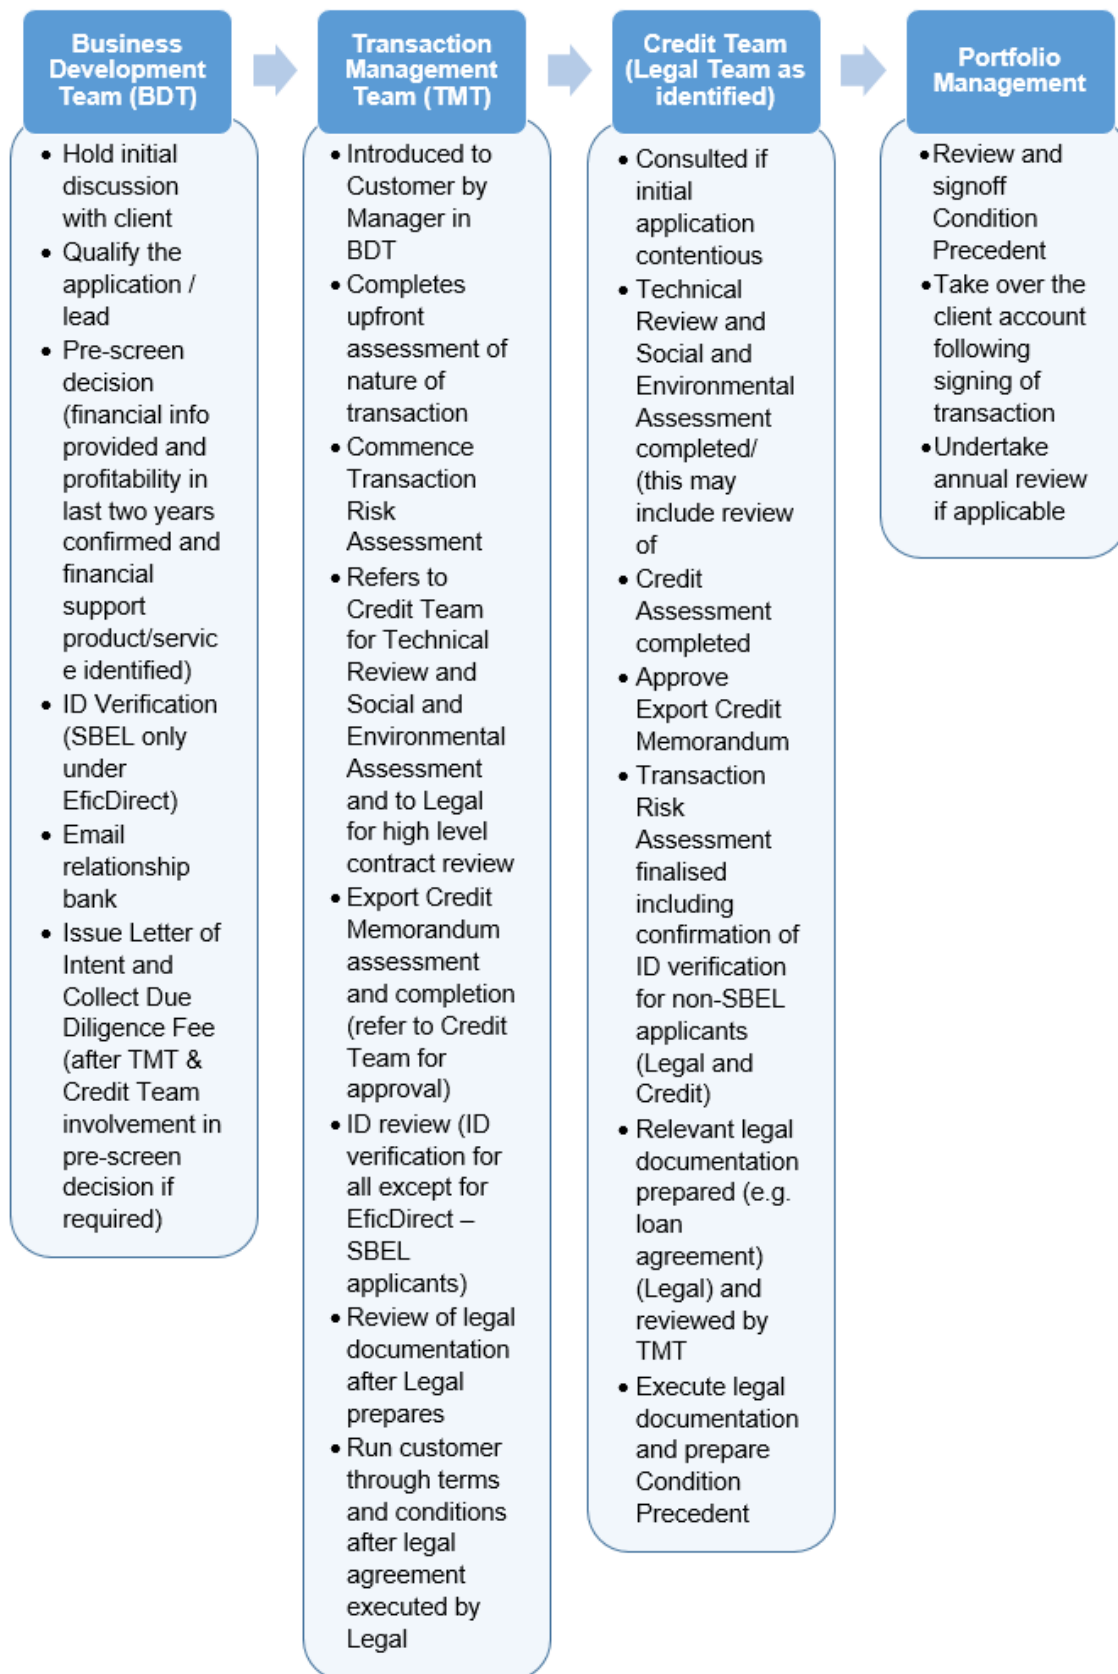 Business
Development
Team (BDT)
• Hold initial
discussion
with client
• Qualify the
application /
lead
• Pre-screen
decision
(financial info
provided and
profitability in
last two years
confirmed and
financial
support
product/servic
e identified)
• ID Verification
(SBEL only
under
EficDirect)
• Email
relationship
bank
• Issue Letter of
Intent and
Collect Due
Diligence Fee
(after TMT &
Credit Team
involvement in
pre-screen
decision if
required)
Transaction
Management
Team (TMT)
• Introduced to
Customer by
Manager in
BDT
• Completes
upfront
assessment of
nature of
transaction
• Commence
Transaction
Risk
Assessment
• Refers to
Credit Team
for Technical
Review and
Social and
Environmental
Assessment
and to Legal
for high level
contract review
• Export Credit
Memorandum
assessment
and completion
(refer to Credit
Team for
approval)
• ID review (ID
verification for
all except for
EficDirect –
SBEL
applicants)
• Review of legal
documentation
after Legal
prepares
• Run customer
through terms
and conditions
after legal
agreement
executed by
Legal
Credit Team
(Legal Team as
identified)
• Consulted if
initial
application
contentious
• Technical
Review and
Social and
Environmental
Assessment
completed/
(this may
include review
of
• Credit
Assessment
completed
• Approve
Export Credit
Memorandum
• Transaction
Risk
Assessment
finalised
including
confirmation of
ID verification
for non-SBEL
applicants
(Legal and
Credit)
• Relevant legal
documentation
prepared (e.g.
loan
agreement)
(Legal) and
reviewed by
TMT
• Execute legal
documentation
and prepare
Condition
Precedent
Portfolio
Management
• Review and
signoff
Condition
Precedent
• Take over the
client account
following
signing of
transaction
• Undertake
annual review
if applicable